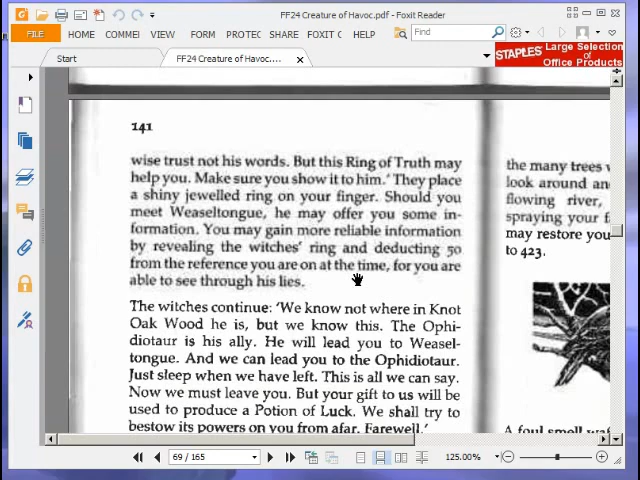 FF24 Creature of Havoc.pdf - Foxit Reader
FILE HOME COMMEI VIEW FORM PROTEC SHARE FOXIT C HELP Find
Start FF24 Creature of Havoc....
STAPLES Large Selection of Office Products
141
wise trust not his words. But this Ring of Truth may
help you. Make sure you show it to him.' They place
a shiny jewelled ring on your finger. Should you
meet Weaseltongue, he may offer you some in-
formation. You may gain more reliable information
by revealing the witches' ring and deducting 50
from the reference you are on at the time, for you are
able to see through his lies.
The witches continue: 'We know not where in Knot
Oak Wood he is, but we know this. The Ophi-
diotaur is his ally. He will lead you to Weasel-
tongue. And we can lead you to the Ophidiotaur.
Just sleep when we have left. This is all we can say.
Now we must leave you. But your gift to us will be
used to produce a Potion of Luck. We shall try to
bestow its powers on you from afar. Farewell.'
the many trees
look around an
flowing river,
spraying your f
may restore you
to 423.
A foul smell
69 / 165 125.00%